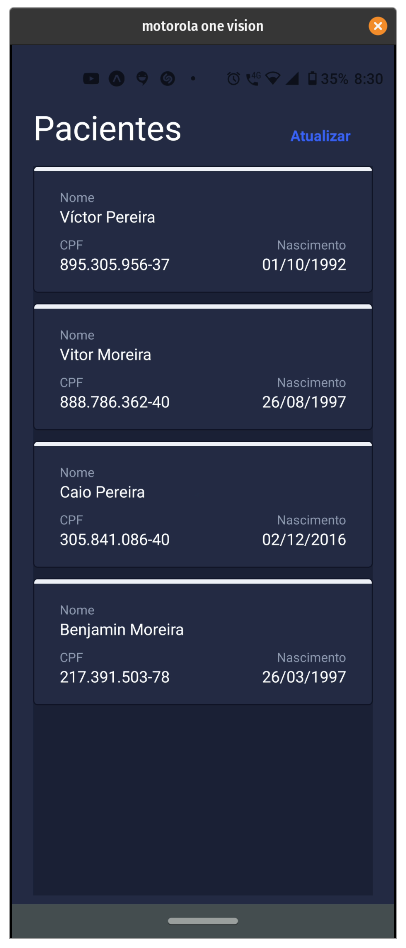 motorola one vision
4G 35% 8:30
Pacientes
Atualizar
Nome
Víctor Pereira
CPF Nascimento
895.305.956-37 01/10/1992
Nome
Vitor Moreira
CPF Nascimento
888.786.362-40 26/08/1997
Nome
Caio Pereira
CPF Nascimento
305.841.086-40 02/12/2016
Nome
Benjamin Moreira
CPF Nascimento
217.391.503-78 26/03/1997